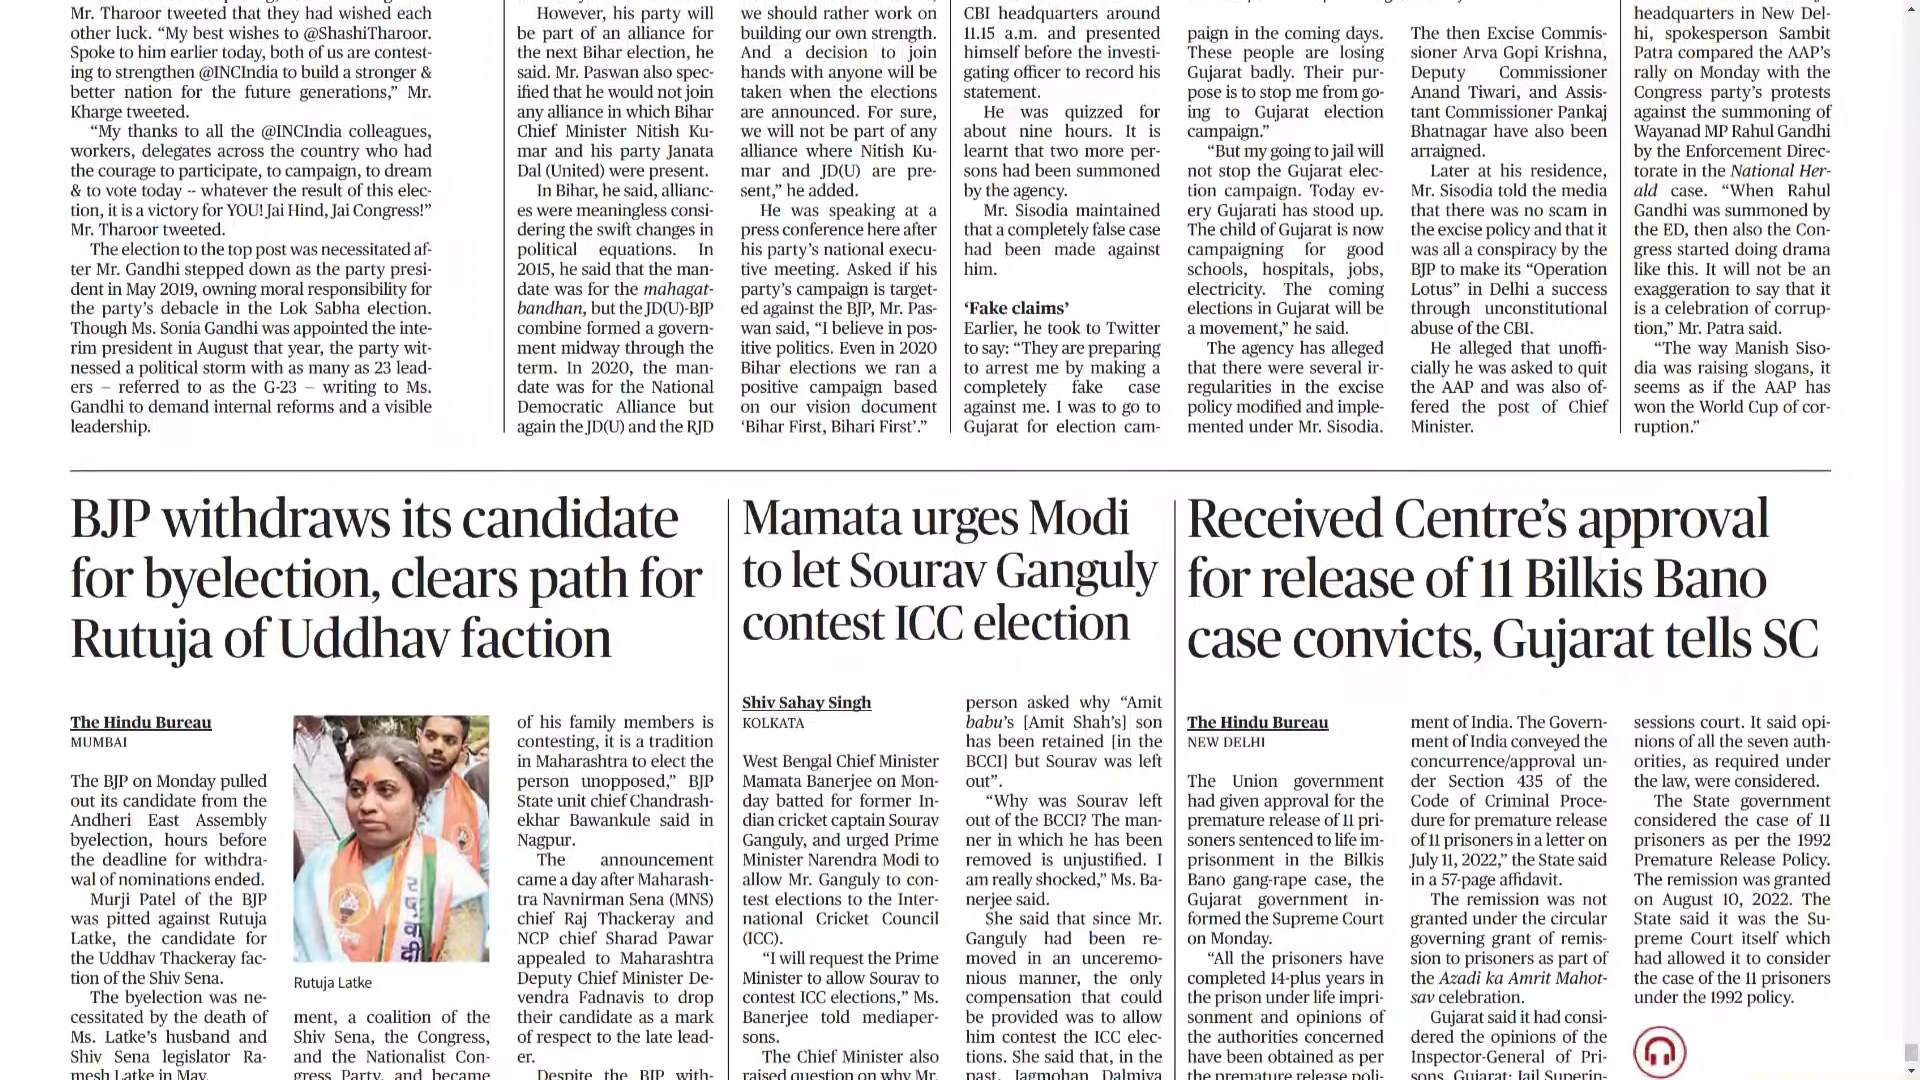 Mr. Tharoor tweeted that they had wished each
other luck. “My best wishes to @ShashiTharoor.
Spoke to him earlier today, both of us are contest-
ing to strengthen @INCIndia to build a stronger &
better nation for the future generations,” Mr.
Kharge tweeted.
“My thanks to all the @INCIndia colleagues,
workers, delegates across the country who had
the courage to participate, to campaign, to dream
& to vote today -- whatever the result of this elec-
tion, it is a victory for YOU! Jai Hind, Jai Congress!”
Mr. Tharoor tweeted.
The election to the top post was necessitated af-
ter Mr. Gandhi stepped down as the party presi-
dent in May 2019, owning moral responsibility for
the party’s debacle in the Lok Sabha election.
Though Ms. Sonia Gandhi was appointed the inte-
rim president in August that year, the party wit-
nessed a political storm with as many as 23 lead-
ers – referred to as the G-23 – writing to Ms.
Gandhi to demand internal reforms and a visible
leadership.
However, his party will
be part of an alliance for
the next Bihar election, he
said. Mr. Paswan also spec-
ified that he would not join
any alliance in which Bihar
Chief Minister Nitish Ku-
mar and his party Janata
Dal (United) were present.
In Bihar, he said, allianc-
es were meaningless consi-
dering the swift changes in
political equations. In
2015, he said that the man-
date was for the mahagat-
bandhan, but the JD(U)-BJP
combine formed a govern-
ment midway through the
term. In 2020, the man-
date was for the National
Democratic Alliance but
again the JD(U) and the RJD
we should rather work on
building our own strength.
And a decision to join
hands with anyone will be
taken when the elections
are announced. For sure,
we will not be part of any
alliance where Nitish Ku-
mar and JD(U) are pre-
sent,” he added.
He was speaking at a
press conference here after
his party’s national execu-
tive meeting. Asked if his
party’s campaign is target-
ed against the BJP, Mr. Pas-
wan said, “I believe in pos-
itive politics. Even in 2020
Bihar elections we ran a
positive campaign based
on our vision document
‘Bihar First, Bihari First’.”
CBI headquarters around
11.15 a.m. and presented
himself before the investi-
gating officer to record his
statement.
He was quizzed for
about nine hours. It is
learnt that two more per-
sons had been summoned
by the agency.
Mr. Sisodia maintained
that a completely false case
had been made against
him.
‘Fake claims’
Earlier, he took to Twitter
to say: “They are preparing
to arrest me by making a
completely fake case
against me. I was to go to
Gujarat for election cam-
paign in the coming days.
These people are losing
Gujarat badly. Their pur-
pose is to stop me from go-
ing to Gujarat election
campaign.”
“But my going to jail will
not stop the Gujarat elec-
tion campaign. Today ev-
ery Gujarati has stood up.
The child of Gujarat is now
campaigning for good
schools, hospitals, jobs,
electricity. The coming
elections in Gujarat will be
a movement,” he said.
The agency has alleged
that there were several ir-
regularities in the excise
policy modified and imple-
mented under Mr. Sisodia.
The then Excise Commis-
sioner Arva Gopi Krishna,
Deputy Commissioner
Anand Tiwari, and Assis-
tant Commissioner Pankaj
Bhatnagar have also been
arraigned.
Later at his residence,
Mr. Sisodia told the media
that there was no scam in
the excise policy and that it
was all a conspiracy by the
BJP to make its “Operation
Lotus” in Delhi a success
through unconstitutional
abuse of the CBI.
He alleged that unoffi-
cially he was asked to quit
the AAP and was also of-
fered the post of Chief
Minister.
headquarters in New Del-
hi, spokesperson Sambit
Patra compared the AAP’s
rally on Monday with the
Congress party’s protests
against the summoning of
Wayanad MP Rahul Gandhi
by the Enforcement Direc-
torate in the National Her-
ald case. “When Rahul
Gandhi was summoned by
the ED, then also the Con-
gress started doing drama
like this. It will not be an
exaggeration to say that it
is a celebration of corrup-
tion,” Mr. Patra said.
“The way Manish Siso-
dia was raising slogans, it
seems as if the AAP has
won the World Cup of cor-
ruption.”
BJP withdraws its candidate
for byelection, clears path for
Rutuja of Uddhav faction
The Hindu Bureau
MUMBAI
The BJP on Monday pulled
out its candidate from the
Andheri East Assembly
byelection, hours before
the deadline for withdra-
wal of nominations ended.
Murji Patel of the BJP
was pitted against Rutuja
Latke, the candidate for
the Uddhav Thackeray fac-
tion of the Shiv Sena.
The byelection was ne-
cessitated by the death of
Ms. Latke’s husband and
Shiv Sena legislator Ra-
mesh Latke in May.
Rutuja Latke
ment, a coalition of the
Shiv Sena, the Congress,
and the Nationalist Con-
gress Party, and became
of his family members is
contesting, it is a tradition
in Maharashtra to elect the
person unopposed,” BJP
State unit chief Chandrash-
ekhar Bawankule said in
Nagpur.
The announcement
came a day after Maharash-
tra Navnirman Sena (MNS)
chief Raj Thackeray and
NCP chief Sharad Pawar
appealed to Maharashtra
Deputy Chief Minister De-
vendra Fadnavis to drop
their candidate as a mark
of respect to the late lead-
er.
Despite the BJP with-
Mamata urges Modi
to let Sourav Ganguly
contest ICC election
Shiv Sahay Singh
KOLKATA
West Bengal Chief Minister
Mamata Banerjee on Mon-
day batted for former In-
dian cricket captain Sourav
Ganguly, and urged Prime
Minister Narendra Modi to
allow Mr. Ganguly to con-
test elections to the Inter-
national Cricket Council
(ICC).
“I will request the Prime
Minister to allow Sourav to
contest ICC elections,” Ms.
Banerjee told mediaper-
sons.
The Chief Minister also
raised question on why Mr.
person asked why “Amit
babu’s [Amit Shah’s] son
has been retained [in the
BCCI] but Sourav was left
out”.
“Why was Sourav left
out of the BCCI? The man-
ner in which he has been
removed is unjustified. I
am really shocked,” Ms. Ba-
nerjee said.
She said that since Mr.
Ganguly had been re-
moved in an unceremo-
nious manner, the only
compensation that could
be provided was to allow
him contest the ICC elec-
tions. She said that, in the
past, Jagmohan Dalmiya
Received Centre’s approval
for release of 11 Bilkis Bano
case convicts, Gujarat tells SC
The Hindu Bureau
NEW DELHI
The Union government
had given approval for the
premature release of 11 pri-
soners sentenced to life im-
prisonment in the Bilkis
Bano gang-rape case, the
Gujarat government in-
formed the Supreme Court
on Monday.
“All the prisoners have
completed 14-plus years in
the prison under life impri-
sonment and opinions of
the authorities concerned
have been obtained as per
the premature release poli-
ment of India. The Govern-
ment of India conveyed the
concurrence/approval un-
der Section 435 of the
Code of Criminal Proce-
dure for premature release
of 11 prisoners in a letter on
July 11, 2022,” the State said
in a 57-page affidavit.
The remission was not
granted under the circular
governing grant of remis-
sion to prisoners as part of
the Azadi ka Amrit Mahot-
sav celebration.
Gujarat said it had consi-
dered the opinions of the
Inspector-General of Pri-
sons, Gujarat; Jail Superin-
sessions court. It said opi-
nions of all the seven auth-
orities, as required under
the law, were considered.
The State government
considered the case of 11
prisoners as per the 1992
Premature Release Policy.
The remission was granted
on August 10, 2022. The
State said it was the Su-
preme Court itself which
had allowed it to consider
the case of the 11 prisoners
under the 1992 policy.